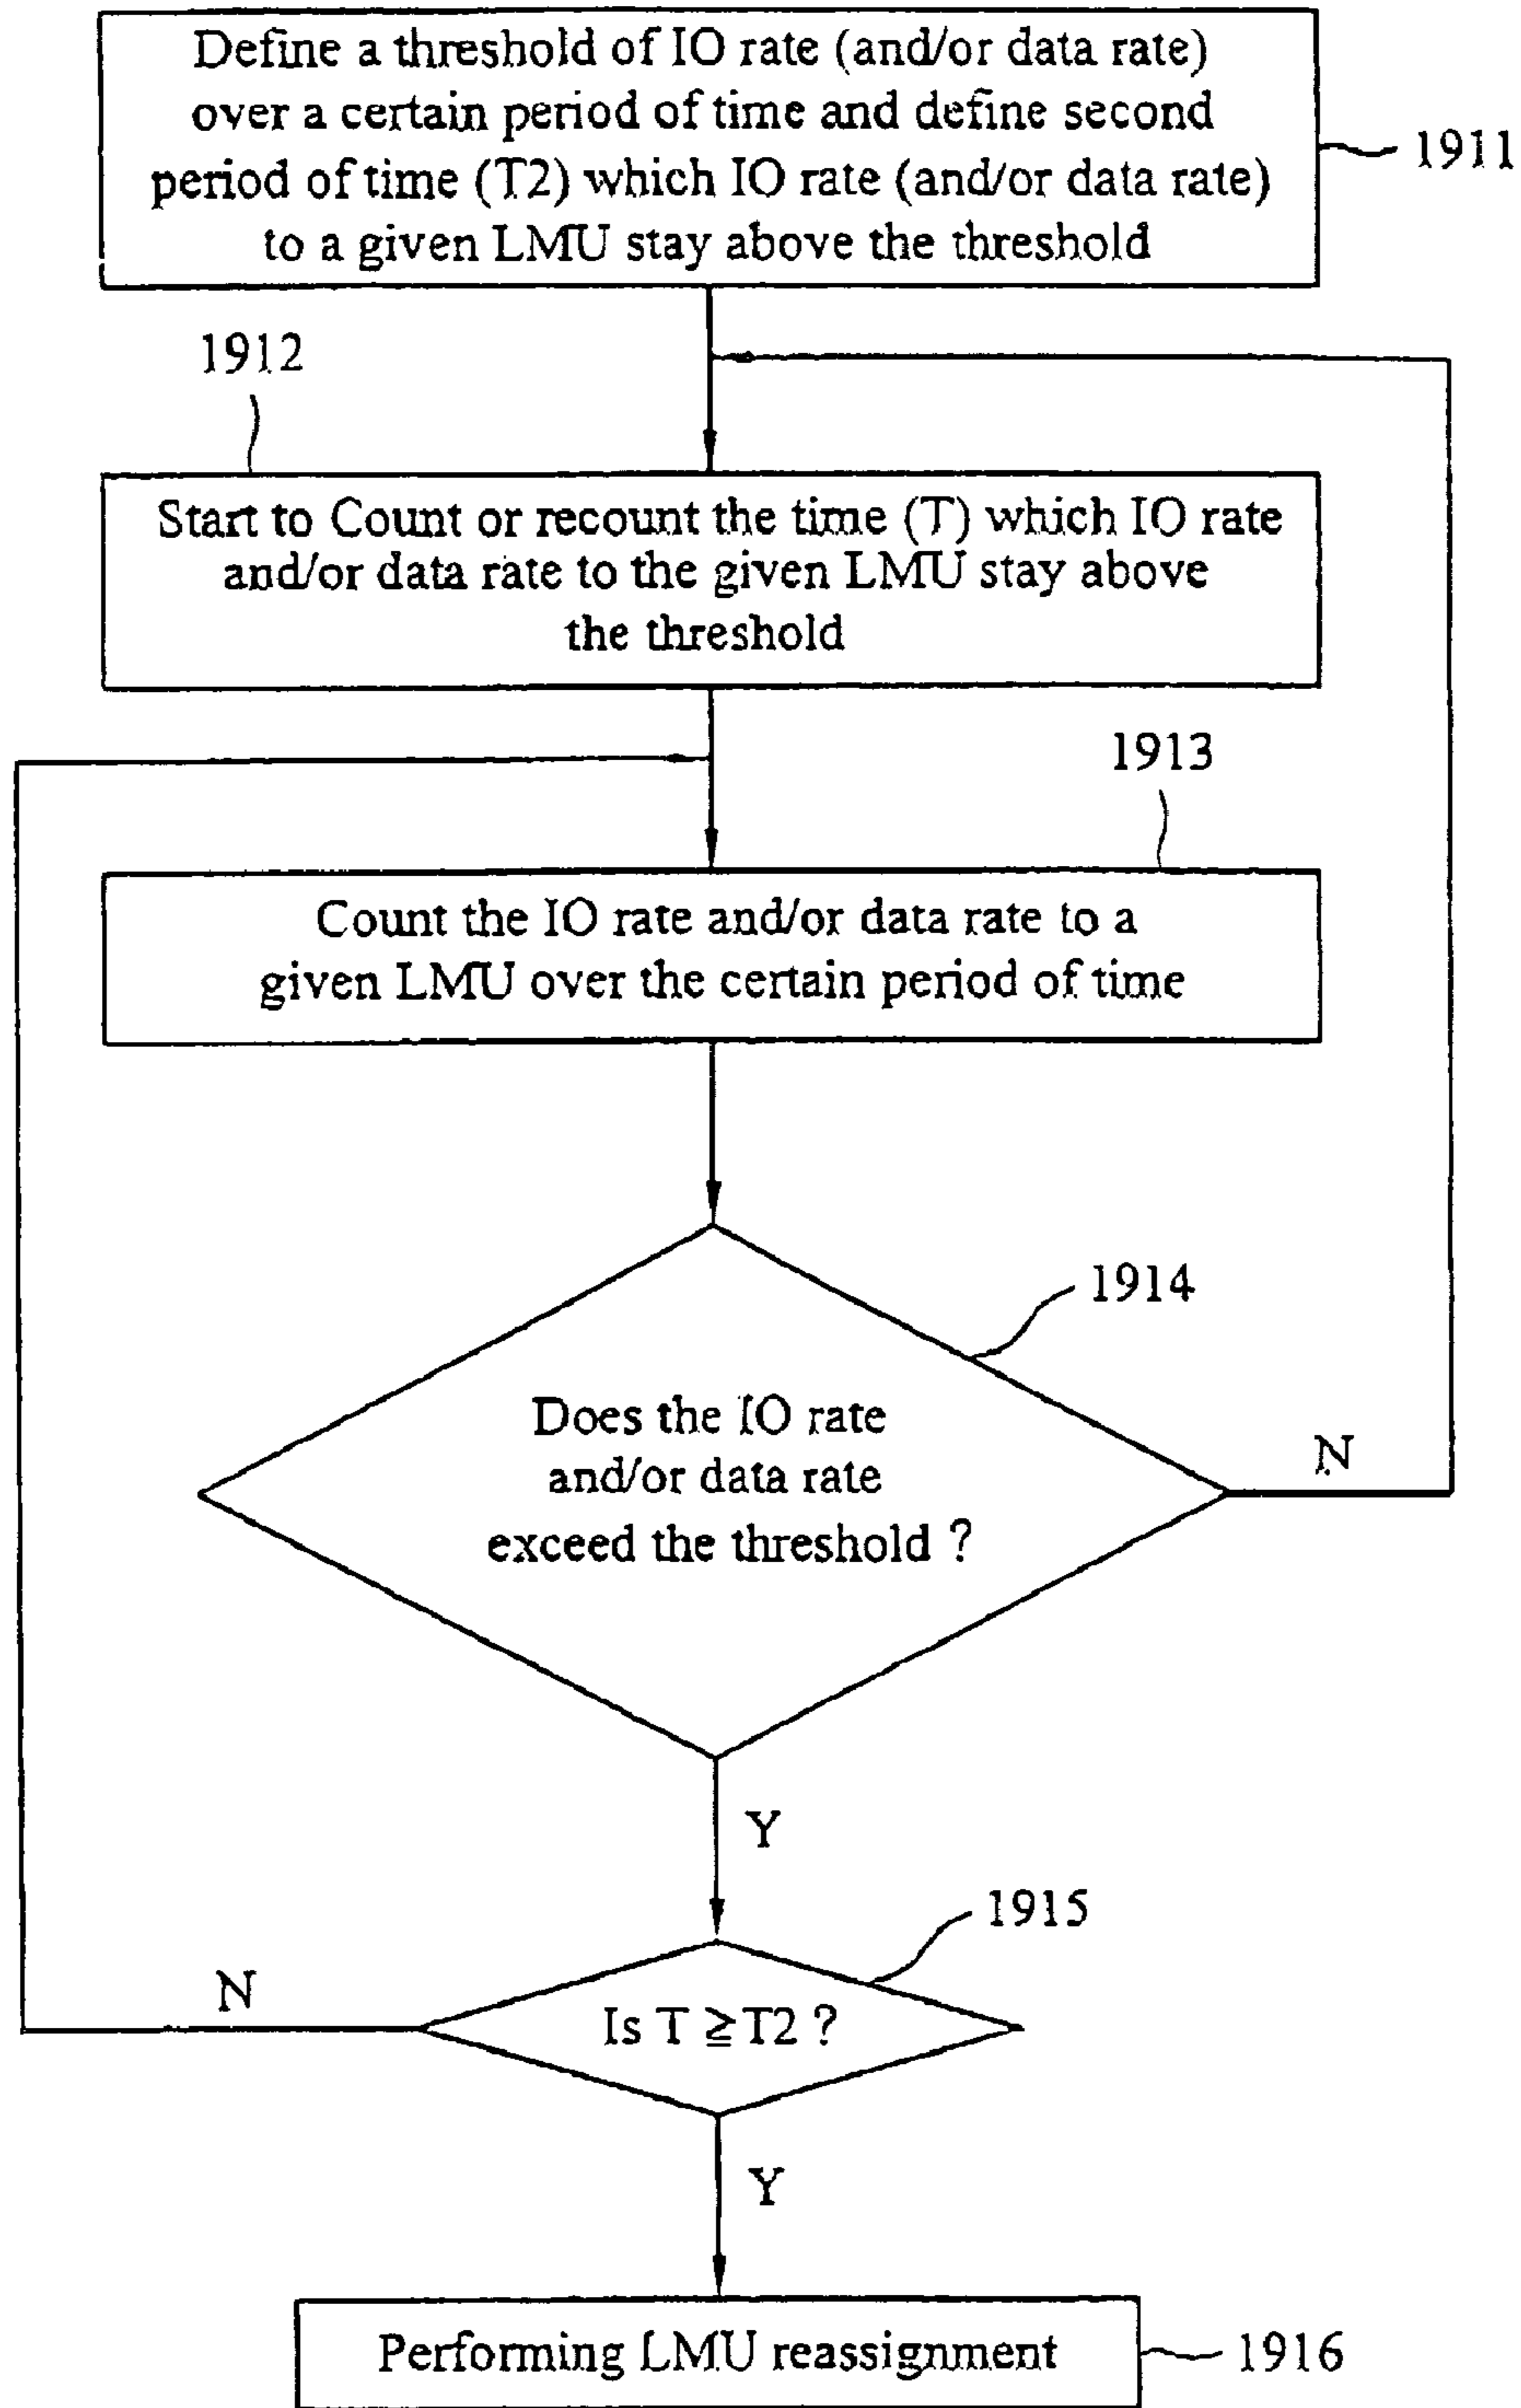 Define a threshold of IO rate (and/or data rate)
over a certain period of time and define second
period of time (T2) which IO rate (and/or data rate)
to a given LMU stay above the threshold
1911
1912
Start to Count or recount the time (T) which IO rate
and/or data rate to the given LMU stay above
the threshold
1913
Count the IO rate and/or data rate to a
given LMU over the certain period of time
1914
Does the IO rate
and/or data rate
exceed the threshold ?
N
Y
1915
N
Is T ≧ T2 ?
Y
Performing LMU reassignment
1916